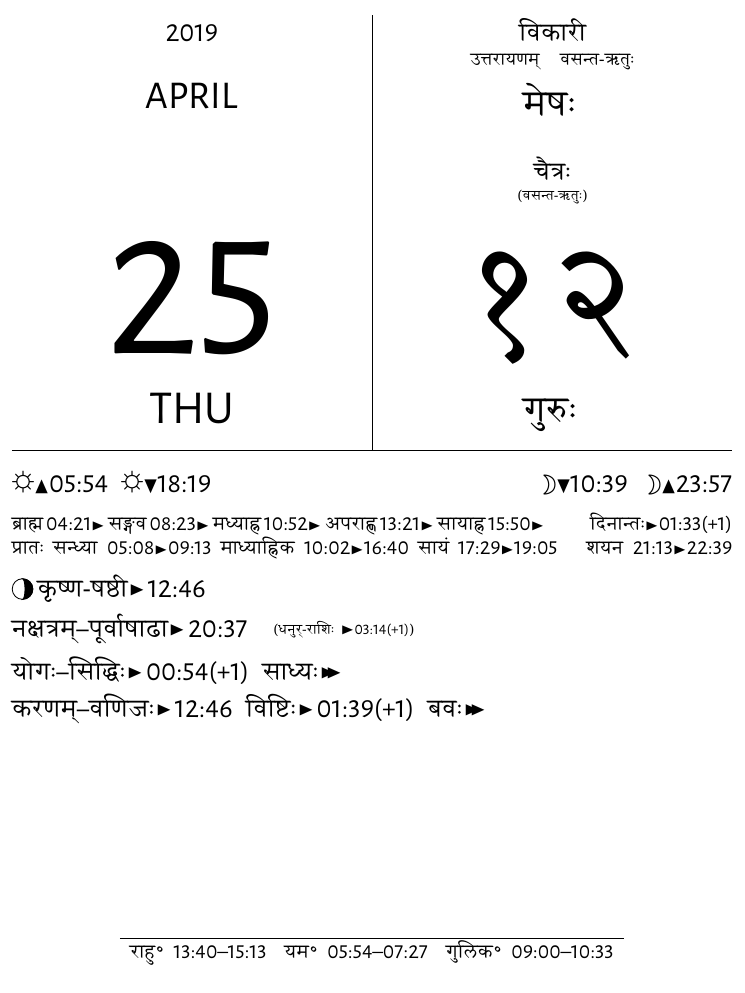 2019
APRIL
25
THU
विकारी
उत्तरायणम् वसन्त-ऋतुः
मेषः
चैत्रः
(वसन्त-ऋतुः)
१२
गुरुः
☼▲05:54 ☼▼18:19 ☽▼10:39 ☽▲23:57
ब्राह्म 04:21► सङ्गव 08:23► मध्याह्न 10:52► अपराह्ण 13:21► सायाह्न 15:50► दिनान्तः►01:33(+1)
प्रातः सन्ध्या 05:08►09:13 माध्याह्निक 10:02►16:40 सायं 17:29►19:05 शयन 21:13►22:39
कृष्ण-षष्ठी►12:46
नक्षत्रम्–पूर्वाषाढा► 20:37 (धनुर्-राशिः ►03:14(+1))
योगः–सिद्धिः► 00:54(+1) साध्यः►►
करणम्–वणिजः►12:46 विष्टिः►01:39(+1) बवः►►
राहु॰ 13:40–15:13 यम॰ 05:54–07:27 गुलिक॰ 09:00–10:33